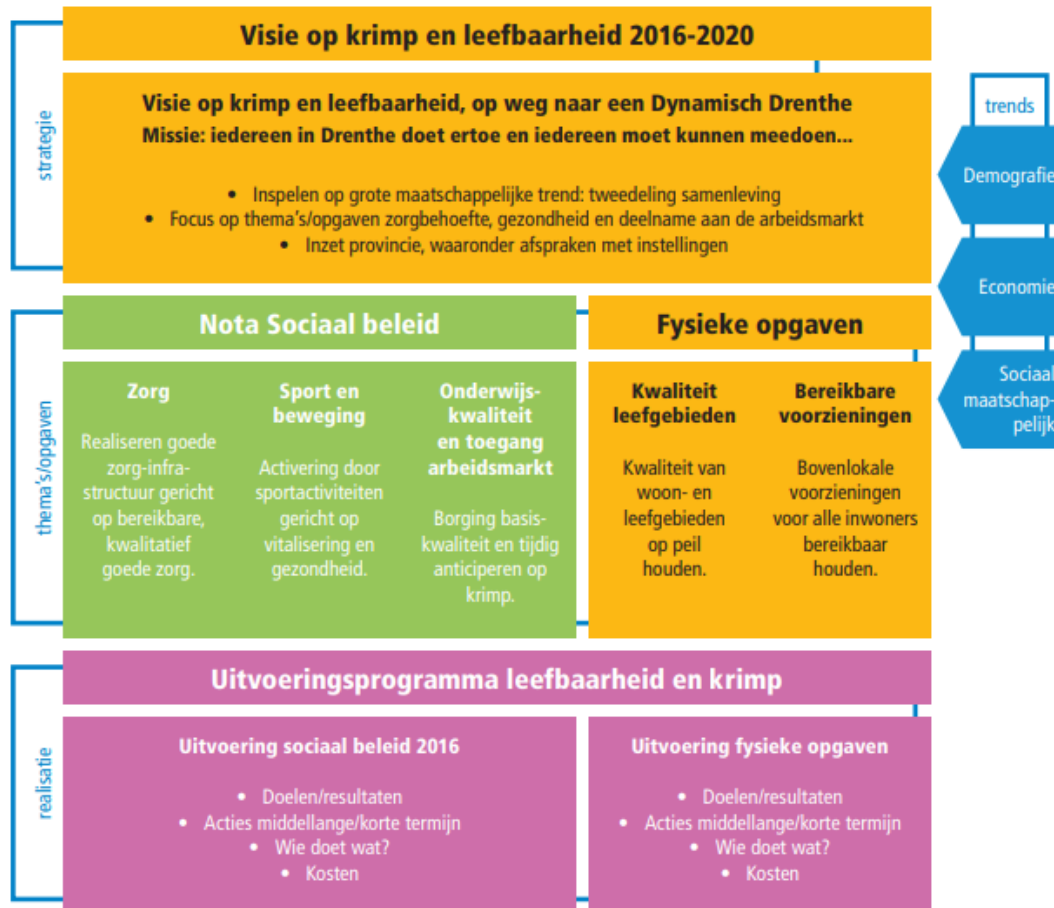 Visie op krimp en leefbaarheid 2016-2020
strategie
Visie op krimp en leefbaarheid, op weg naar een Dynamisch Drenthe
Missie: iedereen in Drenthe doet ertoe en iedereen moet kunnen meedoen...
• Inspelen op grote maatschappelijke trend: tweedeling samenleving
• Focus op thema's/opgaven zorgbehoefte, gezondheid en deelname aan de arbeidsmarkt
• Inzet provincie, waaronder afspraken met instellingen
trends
Demografie
Economie
Sociaal
maatschap-
pelijk
thema's/opgaven
Nota Sociaal beleid
Zorg
Realiseren goede
zorg-infra-
structuur gericht
op bereikbare,
kwalitatief
goede zorg.
Sport en
beweging
Activering door
sportactiviteiten
gericht op
vitalisering en
gezondheid.
Onderwijs-
kwaliteit
en toegang
arbeidsmarkt
Borging basis-
kwaliteit en tijdig
anticiperen op
krimp.
Fysieke opgaven
Kwaliteit
leefgebieden
Kwaliteit van
woon- en
leefgebieden
op peil
houden.
Bereikbare
voorzieningen
Bovenlokale
voorzieningen
voor alle inwoners
bereikbaar
houden.
realisatie
Uitvoeringsprogramma leefbaarheid en krimp
Uitvoering sociaal beleid 2016
• Doelen/resultaten
• Acties middellange/korte termijn
• Wie doet wat?
• Kosten
Uitvoering fysieke opgaven
• Doelen/resultaten
• Acties middellange/korte termijn
• Wie doet wat?
• Kosten